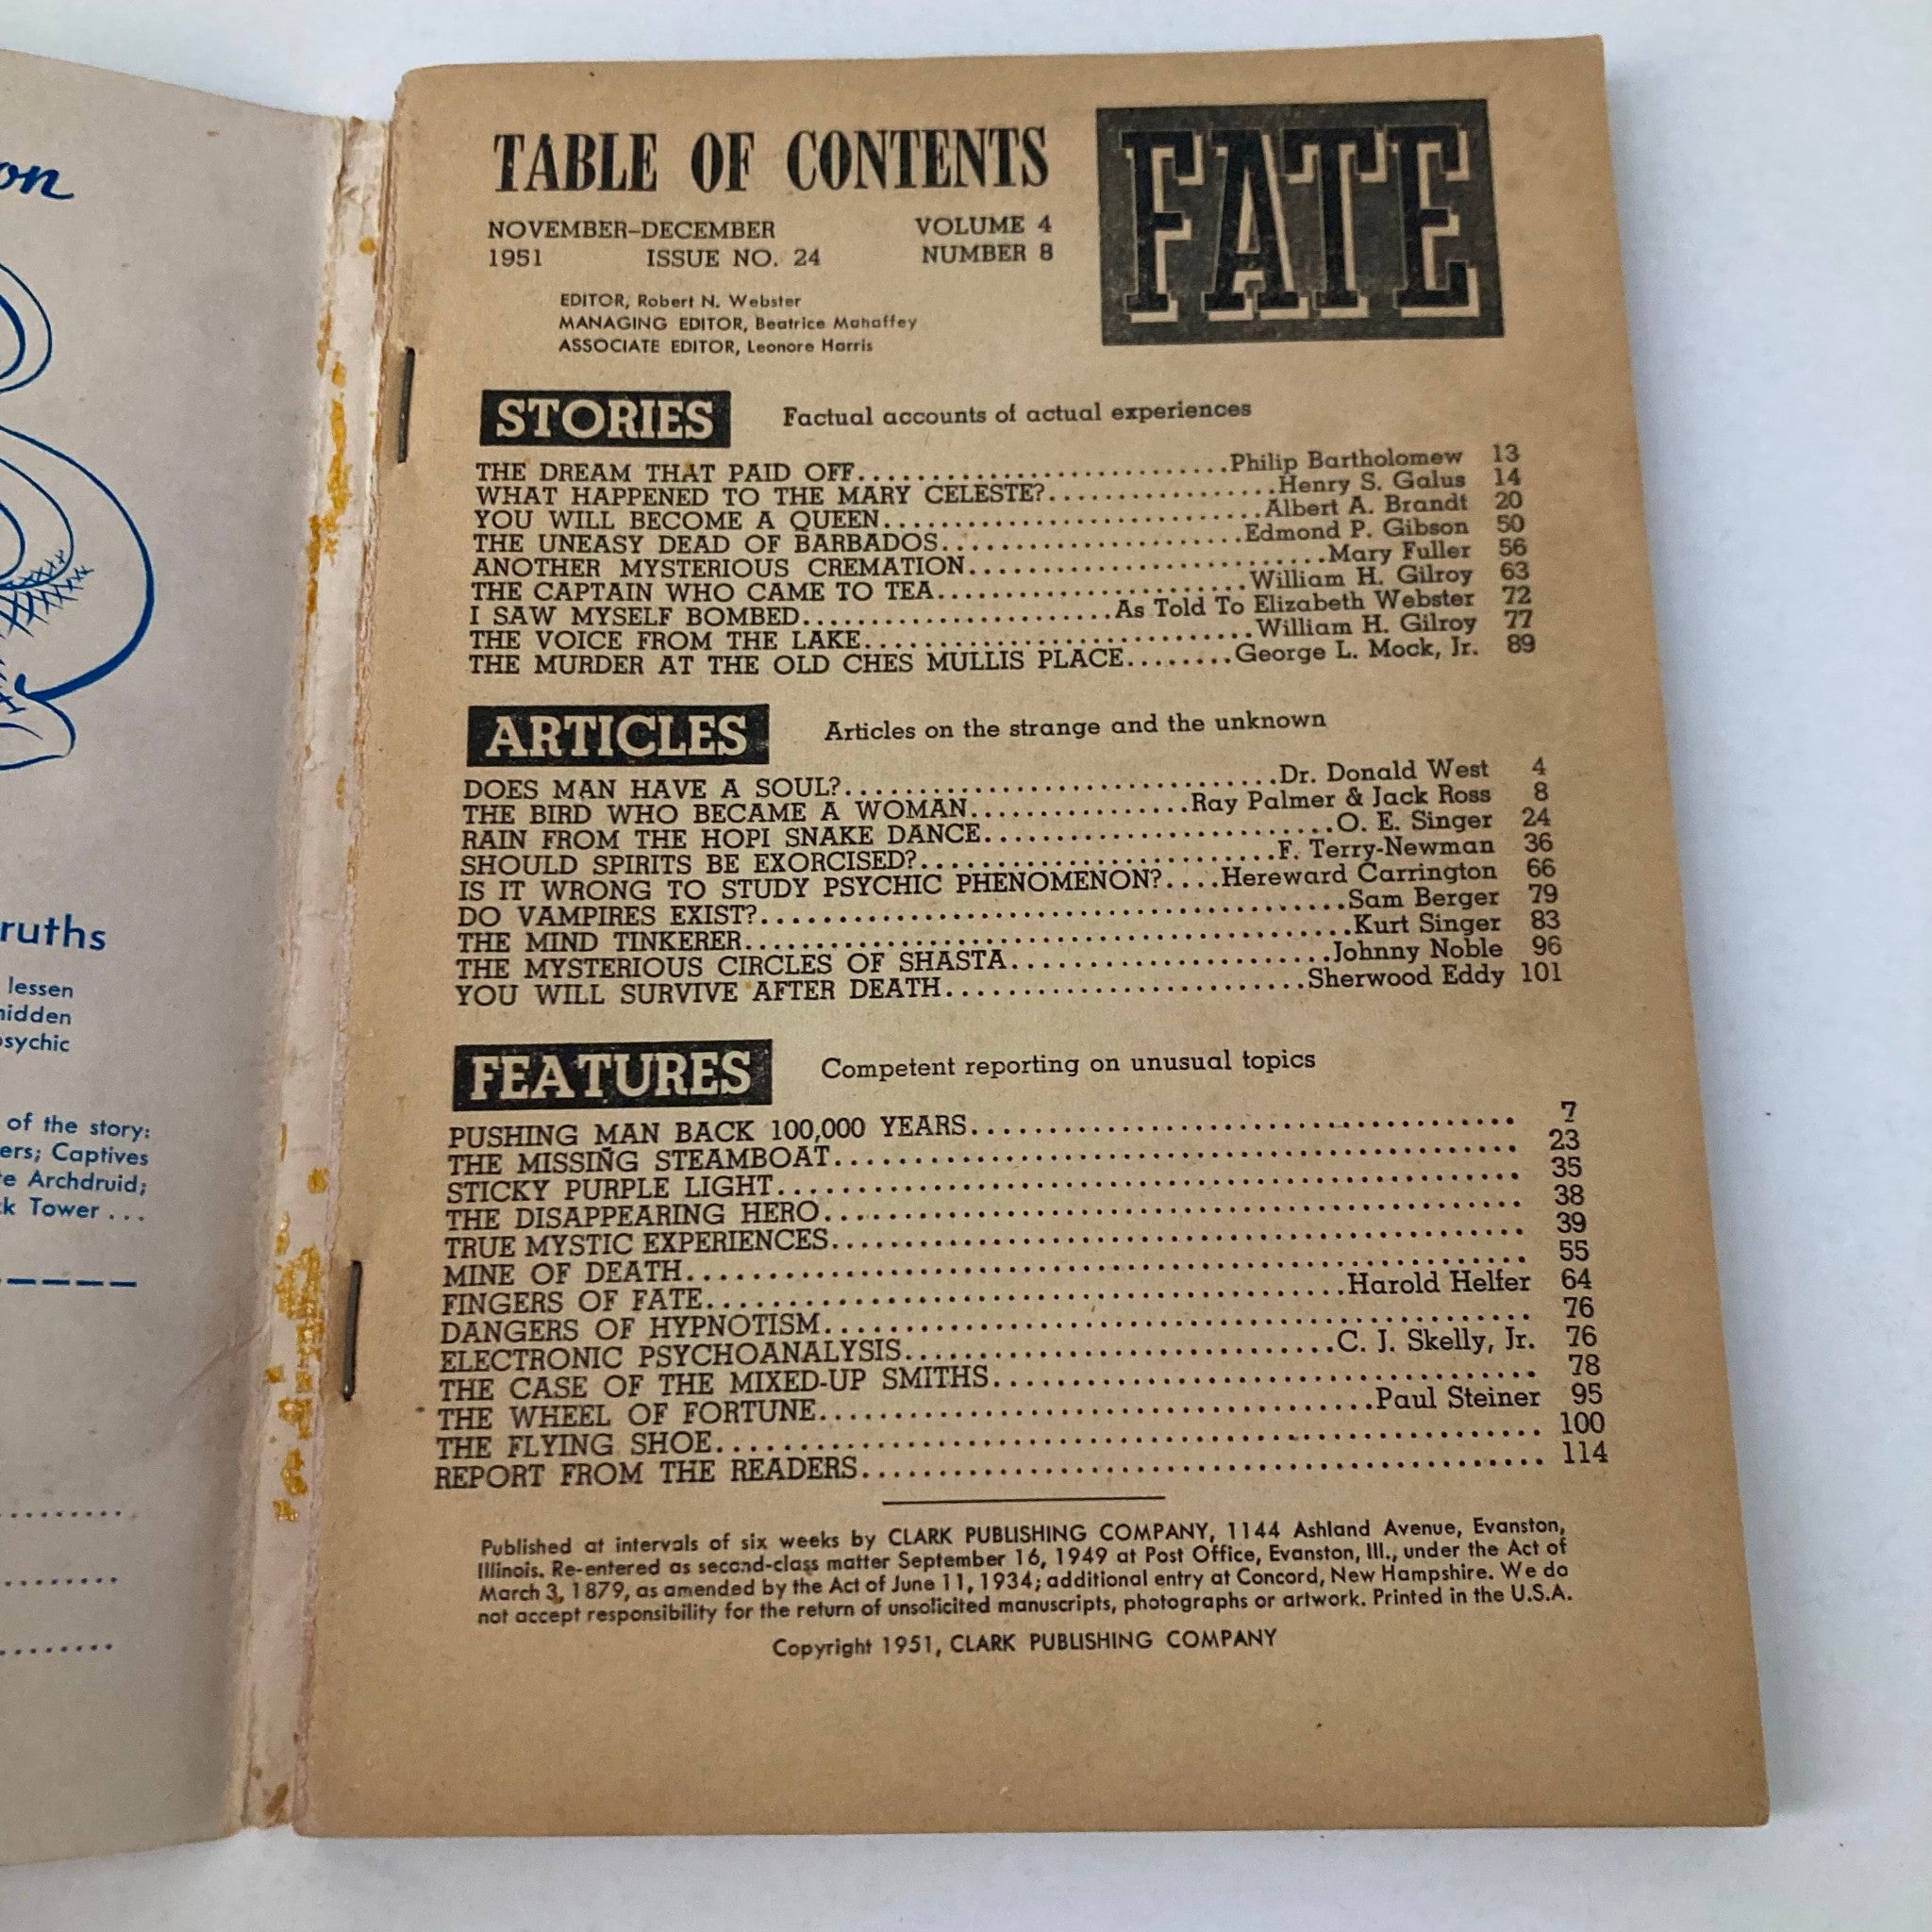 on
ruths
lessen
hidden
psychic
of the story:
ers; Captives
te Archdruid;
k Tower ...
TABLE OF CONTENTS
FATE
NOVEMBER–DECEMBER VOLUME 4
1951 ISSUE NO. 24 NUMBER 8
EDITOR, Robert N. Webster
MANAGING EDITOR, Beatrice Mahaffey
ASSOCIATE EDITOR, Leonore Harris
STORIES Factual accounts of actual experiences
THE DREAM THAT PAID OFF..........Philip Bartholomew 13
WHAT HAPPENED TO THE MARY CELESTE?..........Henry S. Galus 14
YOU WILL BECOME A QUEEN..........Albert A. Brandt 20
THE UNEASY DEAD OF BARBADOS..........Edmond P. Gibson 50
ANOTHER MYSTERIOUS CREMATION..........Mary Fuller 56
THE CAPTAIN WHO CAME TO TEA..........William H. Gilroy 63
I SAW MYSELF BOMBED..........As Told To Elizabeth Webster 72
THE VOICE FROM THE LAKE..........William H. Gilroy 77
THE MURDER AT THE OLD CHES MULLIS PLACE........George L. Mock, Jr. 89
ARTICLES Articles on the strange and the unknown
DOES MAN HAVE A SOUL?..........Dr. Donald West 4
THE BIRD WHO BECAME A WOMAN..........Ray Palmer & Jack Ross 8
RAIN FROM THE HOPI SNAKE DANCE..........O. E. Singer 24
SHOULD SPIRITS BE EXORCISED?..........F. Terry-Newman 36
IS IT WRONG TO STUDY PSYCHIC PHENOMENON?....Hereward Carrington 66
DO VAMPIRES EXIST?..........Sam Berger 79
THE MIND TINKERER..........Kurt Singer 83
THE MYSTERIOUS CIRCLES OF SHASTA..........Johnny Noble 96
YOU WILL SURVIVE AFTER DEATH..........Sherwood Eddy 101
FEATURES Competent reporting on unusual topics
PUSHING MAN BACK 100,000 YEARS.......... 7
THE MISSING STEAMBOAT.......... 23
STICKY PURPLE LIGHT.......... 35
THE DISAPPEARING HERO.......... 38
TRUE MYSTIC EXPERIENCES.......... 39
MINE OF DEATH.......... 55
FINGERS OF FATE..........Harold Helfer 64
DANGERS OF HYPNOTISM.......... 76
ELECTRONIC PSYCHOANALYSIS..........C. J. Skelly, Jr. 76
THE CASE OF THE MIXED-UP SMITHS.......... 78
THE WHEEL OF FORTUNE..........Paul Steiner 95
THE FLYING SHOE.......... 100
REPORT FROM THE READERS.......... 114
Published at intervals of six weeks by CLARK PUBLISHING COMPANY, 1144 Ashland Avenue, Evanston,
Illinois. Re-entered as second-class matter September 16, 1949 at Post Office, Evanston, Ill., under the Act of
March 3, 1879, as amended by the Act of June 11, 1934; additional entry at Concord, New Hampshire. We do
not accept responsibility for the return of unsolicited manuscripts, photographs or artwork. Printed in the U.S.A.
Copyright 1951, CLARK PUBLISHING COMPANY